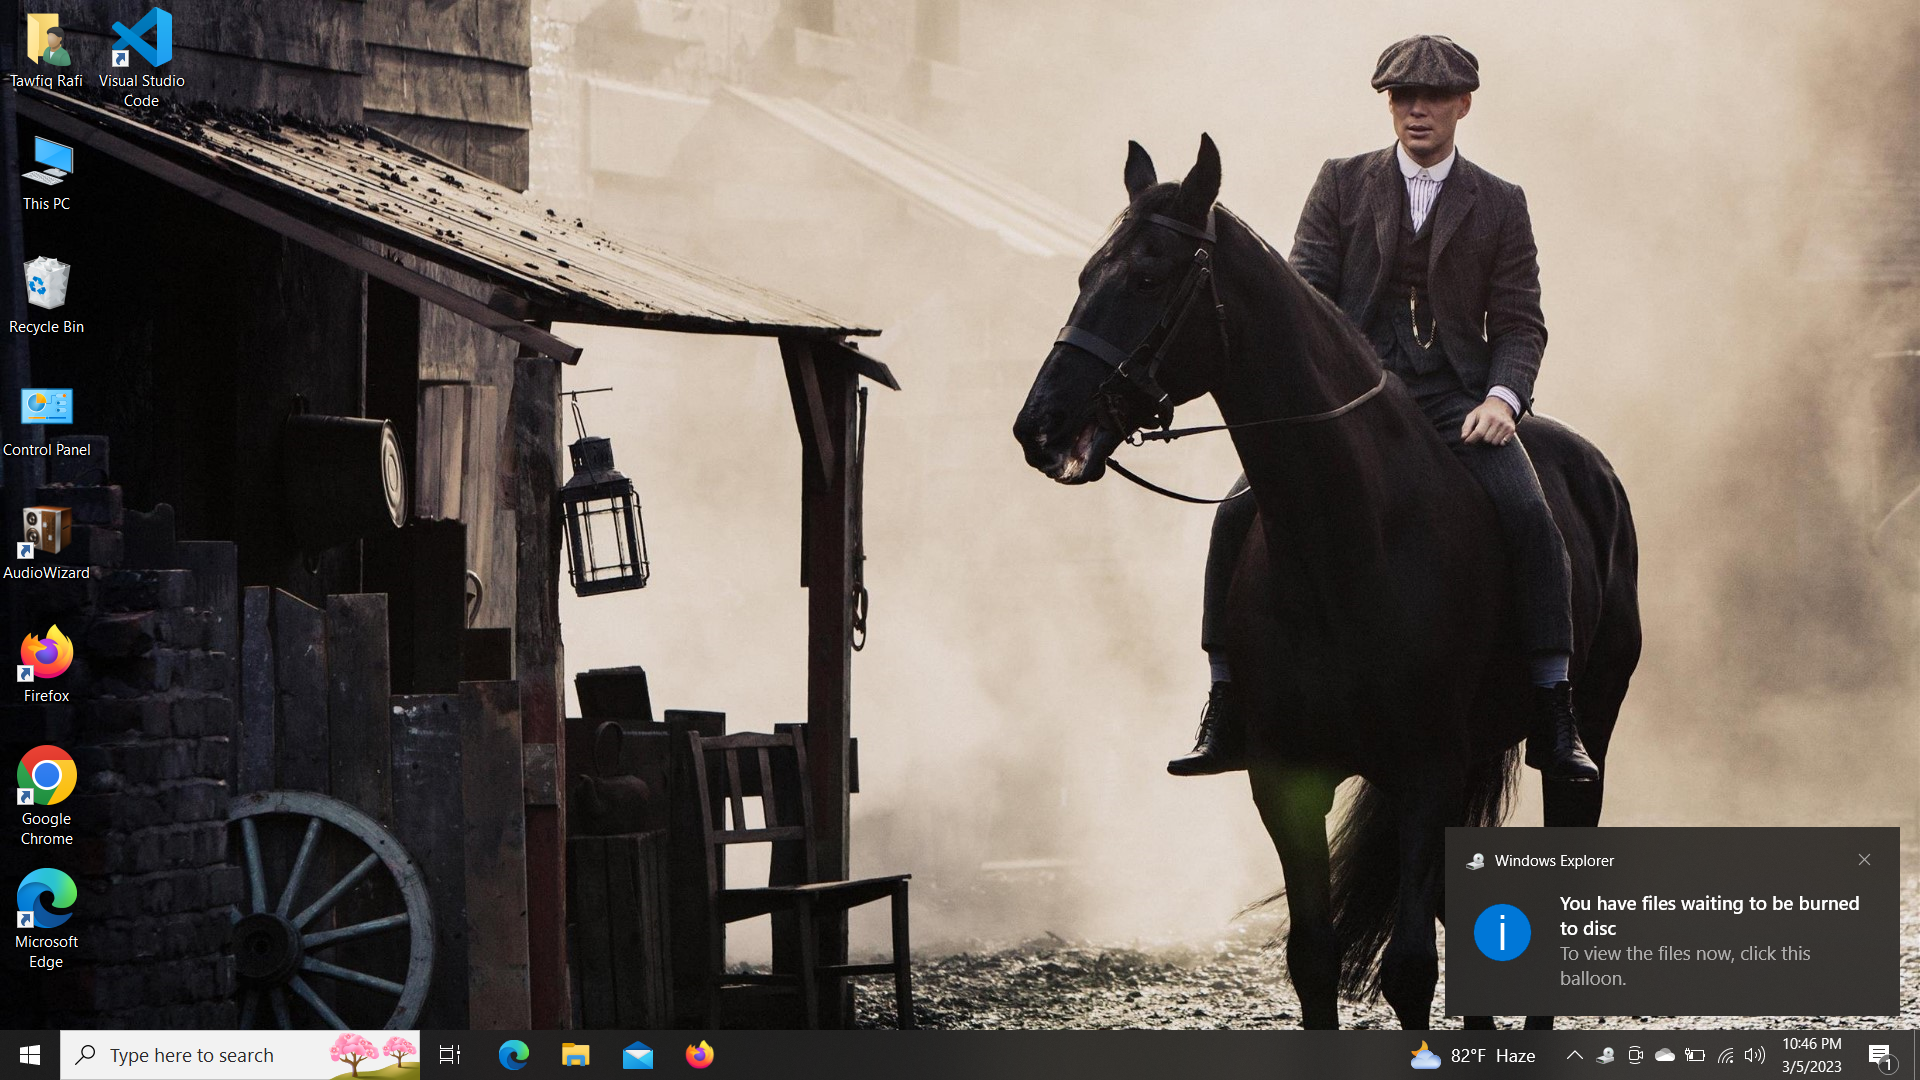 Tawfiq Rafi
Visual Studio
Code
This PC
Recycle Bin
Control Panel
AudioWizard
Firefox
Google
Chrome
Microsoft
Edge
Windows Explorer
You have files waiting to be burned
to disc
To view the files now, click this
balloon.
Type here to search
82°F Haze
10:46 PM
3/5/2023
1